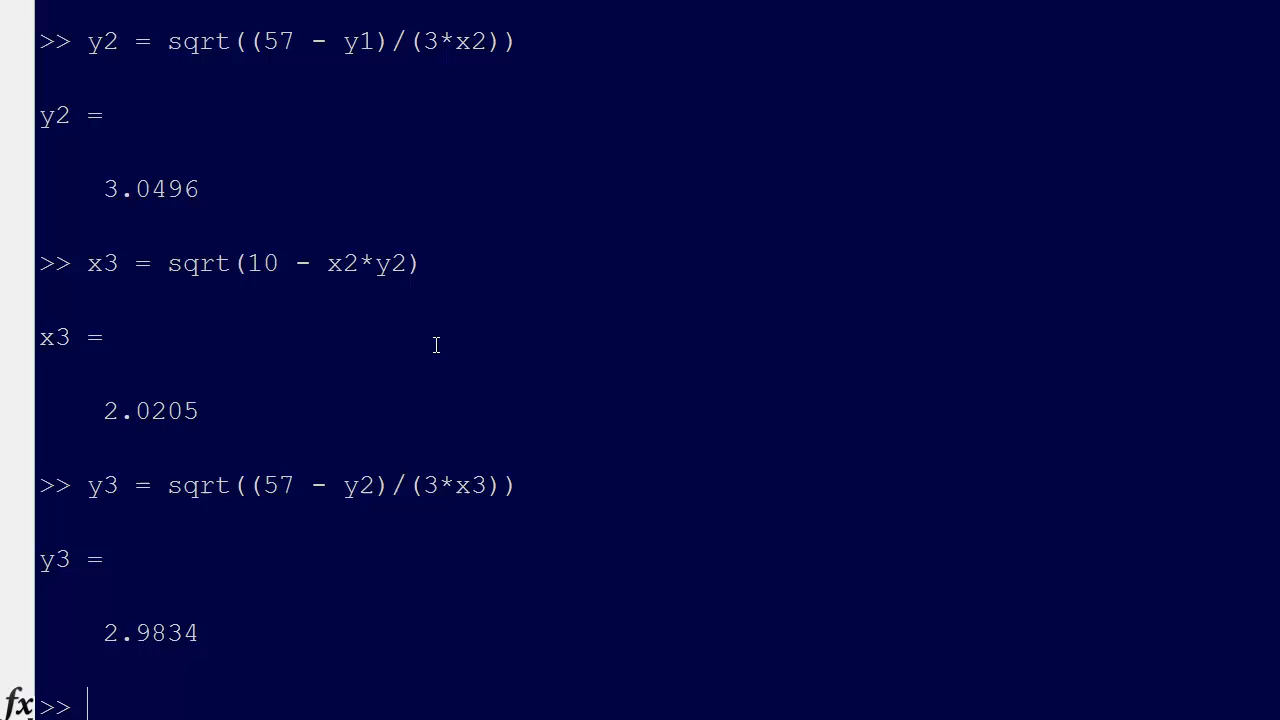 >> y2 = sqrt((57 - y1)/(3*x2))
y2 =
3.0496
>> x3 = sqrt(10 - x2*y2)
x3 =
2.0205
>> y3 = sqrt((57 - y2)/(3*x3))
y3 =
2.9834
fx >>